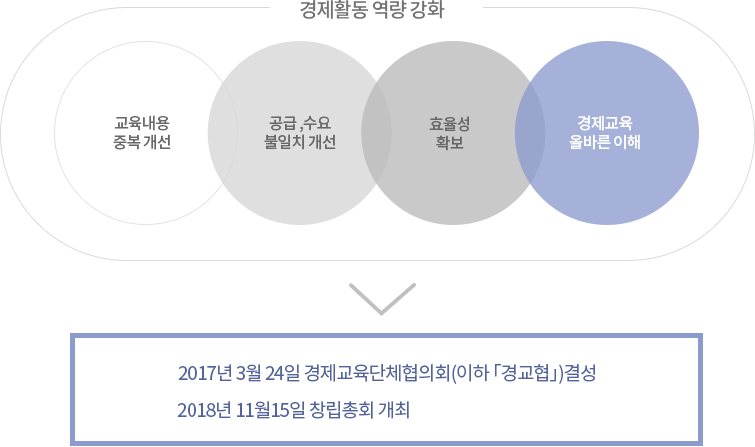 경제활동 역량 강화
교육내용
중복 개선
공급 ,수요
불일치 개선
효율성
확보
경제교육
올바른 이해
2017년 3월 24일 경제교육단체협의회(이하 ｢경교협｣)결성
2018년 11월15일 창립총회 개최